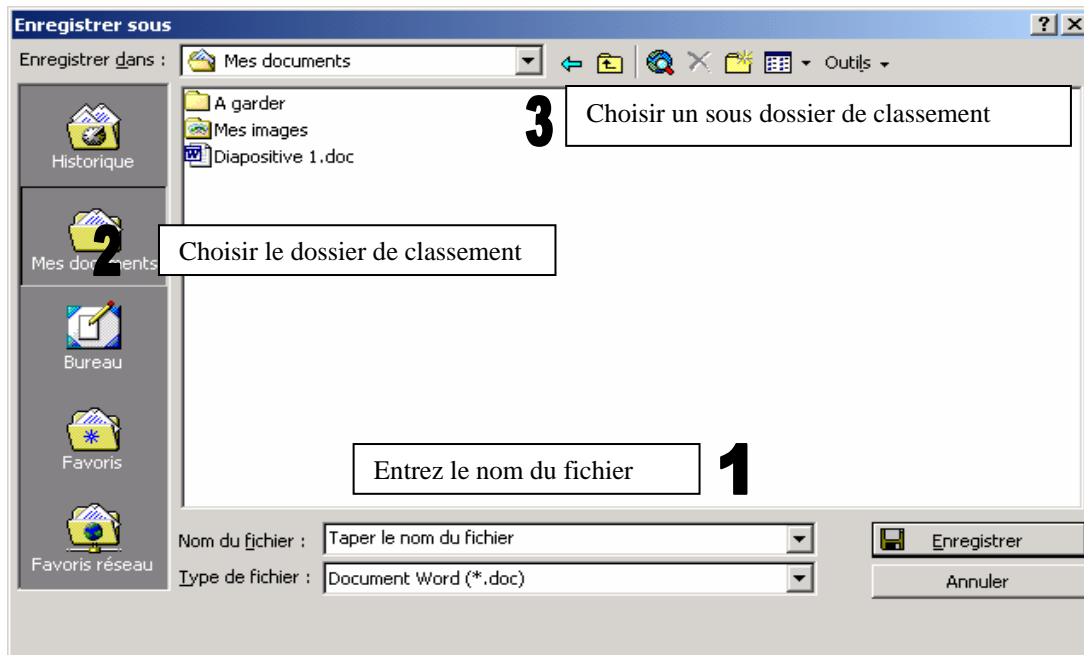 Enregistrer sous
Enregistrer dans : Mes documents Outils
Historique
Mes documents
Bureau
Favoris
Favoris réseau
A garder
Mes images
Diapositive 1.doc
3 Choisir un sous dossier de classement
2 Choisir le dossier de classement
Entrez le nom du fichier 1
Nom du fichier : Taper le nom du fichier Enregistrer
Type de fichier : Document Word (*.doc) Annuler